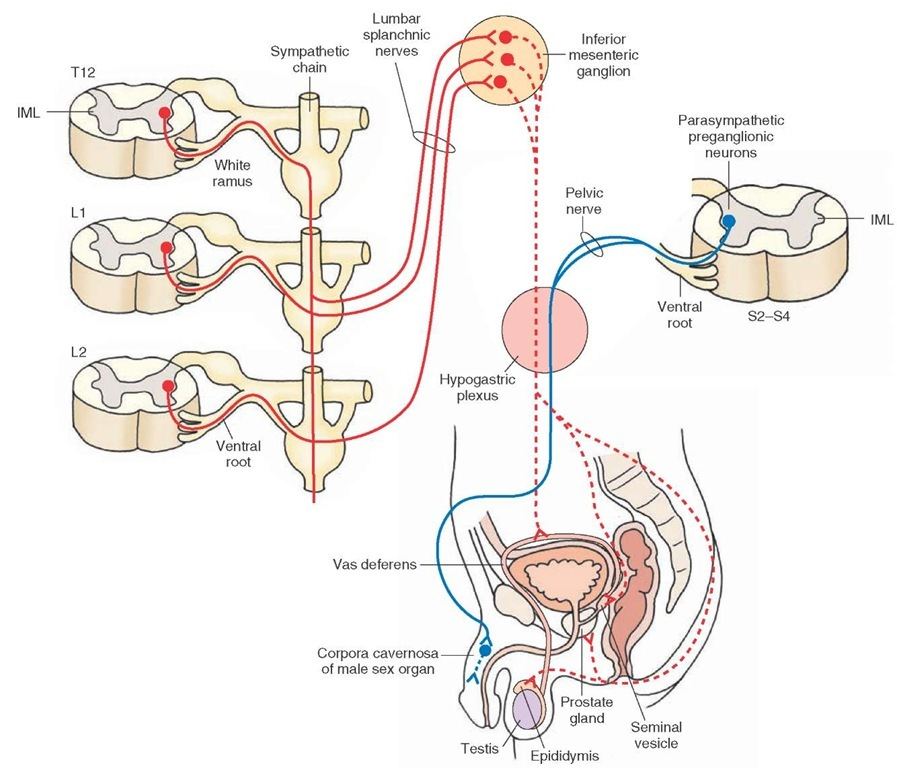 Lumbar
splanchnic
nerves
Sympathetic
chain
Inferior
mesenteric
ganglion
T12
IML
White
ramus
Parasympathetic
preganglionic
neurons
Pelvic
nerve
IML
L1
Ventral
root
S2–S4
L2
Hypogastric
plexus
Ventral
root
Vas deferens
Corpora cavernosa
of male sex organ
Prostate
gland
Seminal
vesicle
Testis
Epididymis